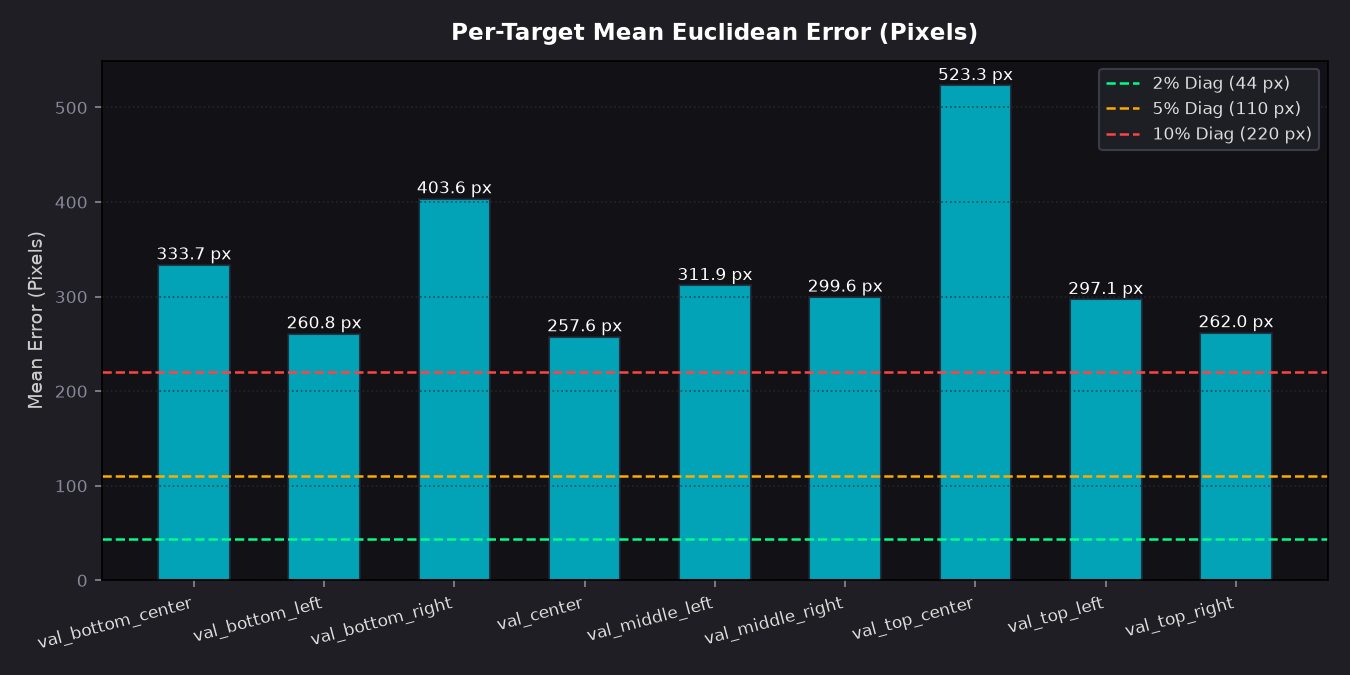 Per-Target Mean Euclidean Error (Pixels)
2% Diag (44 px)
5% Diag (110 px)
10% Diag (220 px)
Mean Error (Pixels)
500
400
300
200
100
0
333.7 px
260.8 px
403.6 px
257.6 px
311.9 px
299.6 px
523.3 px
297.1 px
262.0 px
val_bottom_center
val_bottom_left
val_bottom_right
val_center
val_middle_left
val_middle_right
val_top_center
val_top_left
val_top_right